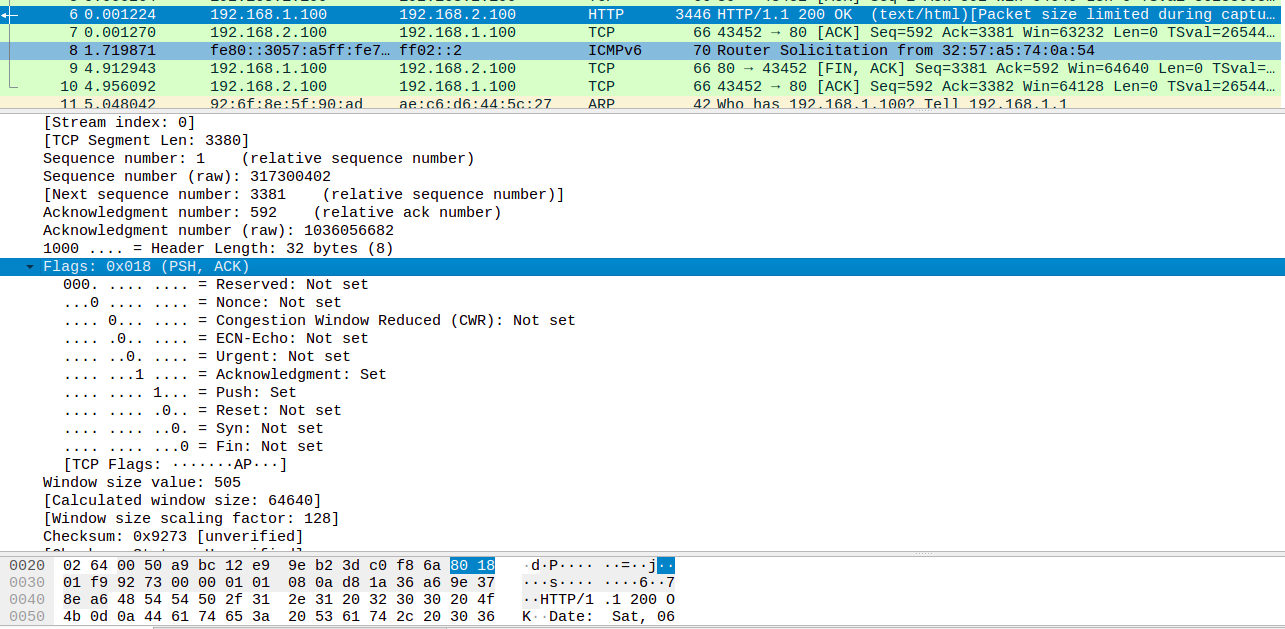 6 0.001224 192.168.1.100 192.168.2.100 HTTP 3446 HTTP/1.1 200 OK (text/html)[Packet size limited during captu…
7 0.001270 192.168.2.100 192.168.1.100 TCP 66 43452 → 80 [ACK] Seq=592 Ack=3381 Win=63232 Len=0 TSval=26544…
8 1.719871 fe80::3057:a5ff:fe7… ff02::2 ICMPv6 70 Router Solicitation from 32:57:a5:74:0a:54
9 4.912943 192.168.1.100 192.168.2.100 TCP 66 80 → 43452 [FIN, ACK] Seq=3381 Ack=592 Win=64640 Len=0 TSval=…
10 4.956092 192.168.2.100 192.168.1.100 TCP 66 43452 → 80 [ACK] Seq=592 Ack=3382 Win=64128 Len=0 TSval=26544…
11 5.048042 92:6f:8e:5f:90:ad ae:c6:d6:44:5c:27 ARP 42 Who has 192.168.1.100? Tell 192.168.1.1
[Stream index: 0]
[TCP Segment Len: 3380]
Sequence number: 1 (relative sequence number)
Sequence number (raw): 317300402
[Next sequence number: 3381 (relative sequence number)]
Acknowledgment number: 592 (relative ack number)
Acknowledgment number (raw): 1036056682
1000 .... = Header Length: 32 bytes (8)
Flags: 0x018 (PSH, ACK)
000. .... .... = Reserved: Not set
...0 .... .... = Nonce: Not set
.... 0... .... = Congestion Window Reduced (CWR): Not set
.... .0.. .... = ECN-Echo: Not set
.... ..0. .... = Urgent: Not set
.... ...1 .... = Acknowledgment: Set
.... .... 1... = Push: Set
.... .... .0.. = Reset: Not set
.... .... ..0. = Syn: Not set
.... .... ...0 = Fin: Not set
[TCP Flags: ·······AP···]
Window size value: 505
[Calculated window size: 64640]
[Window size scaling factor: 128]
Checksum: 0x9273 [unverified]
0020 02 64 00 50 a9 bc 12 e9 9e b2 3d c0 f8 6a 80 18 ·d·P···· ··=··j··
0030 01 f9 92 73 00 00 01 01 08 0a d8 1a 36 a6 9e 37 ···s···· ····6··7
0040 8e a6 48 54 54 50 2f 31 2e 31 20 32 30 30 20 4f ··HTTP/1 .1 200 O
0050 4b 0d 0a 44 61 74 65 3a 20 53 61 74 2c 20 30 36 K··Date: Sat, 06